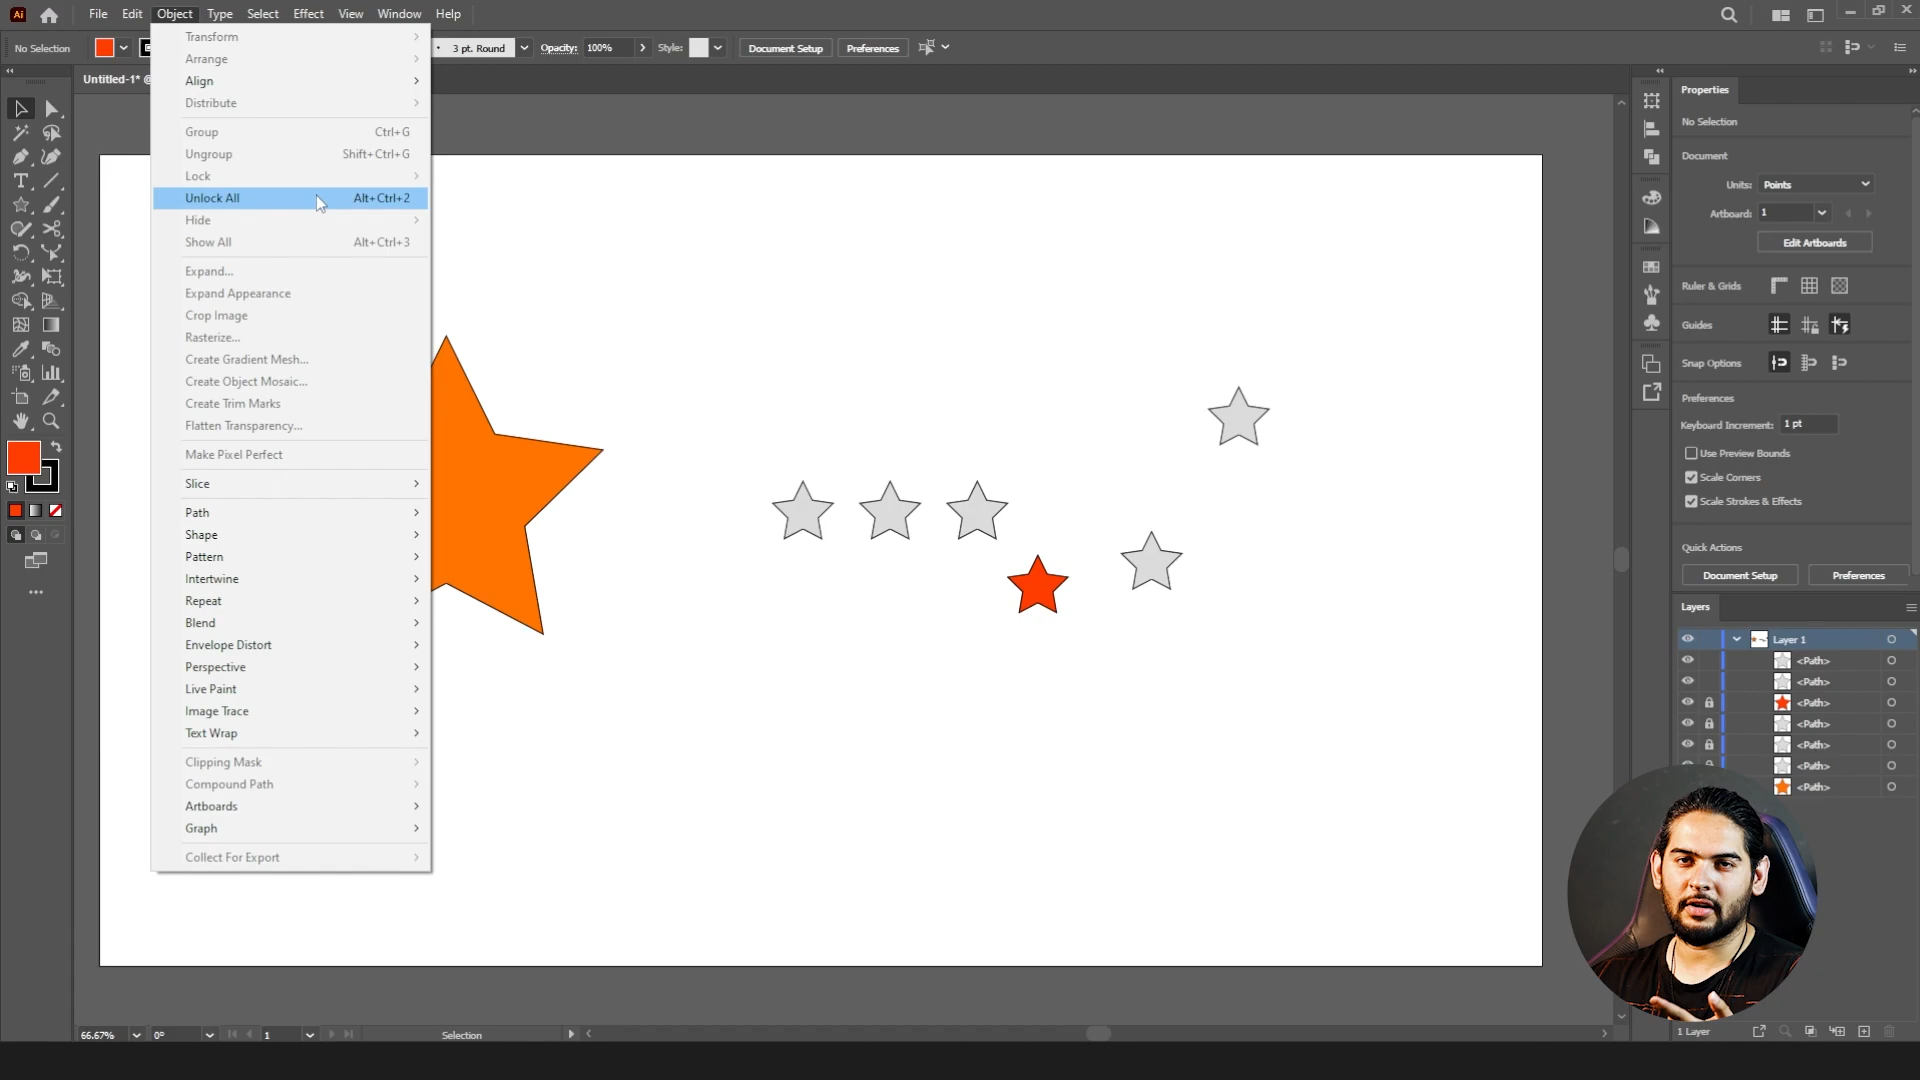 Ai File Edit Object Type Select Effect View Window Help
No Selection 3 pt. Round Opacity: 100% Style: Document Setup Preferences
Untitled-1* @
Transform
Arrange
Align
Distribute
Group Ctrl+G
Ungroup Shift+Ctrl+G
Lock
Unlock All Alt+Ctrl+2
Hide
Show All Alt+Ctrl+3
Expand...
Expand Appearance
Crop Image
Rasterize...
Create Gradient Mesh...
Create Object Mosaic...
Create Trim Marks
Flatten Transparency...
Make Pixel Perfect
Slice
Path
Shape
Pattern
Intertwine
Repeat
Blend
Envelope Distort
Perspective
Live Paint
Image Trace
Text Wrap
Clipping Mask
Compound Path
Artboards
Graph
Collect For Export
Properties
No Selection
Document
Units: Points
Artboard: 1
Edit Artboards
Ruler & Grids
Guides
Snap Options
Preferences
Keyboard Increment: 1 pt
Use Preview Bounds
Scale Corners
Scale Strokes & Effects
Quick Actions
Document Setup Preferences
Layers
Layer 1
<Path>
<Path>
<Path>
<Path>
<Path>
<Path>
<Path>
1 Layer
66.67% 0° 1 Selection